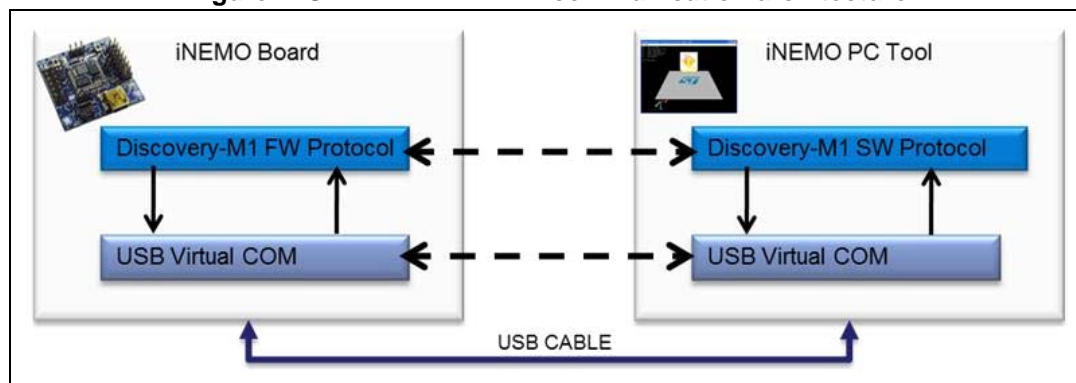 iNEMO Board
iNEMO PC Tool
Discovery-M1 FW Protocol
Discovery-M1 SW Protocol
USB Virtual COM
USB Virtual COM
USB CABLE